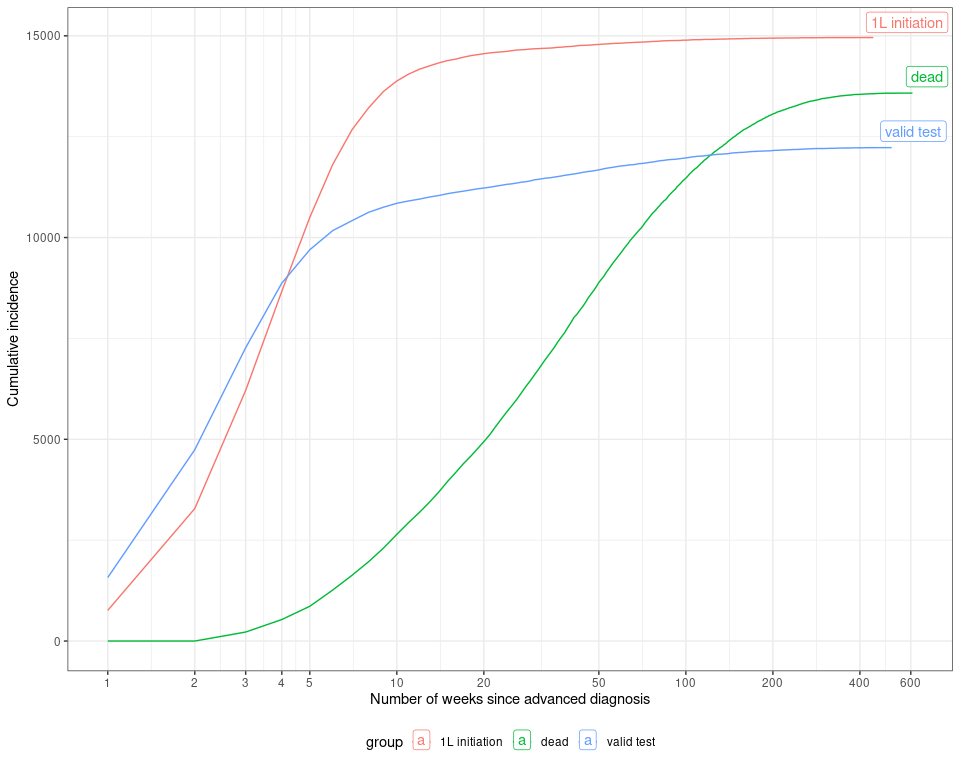 15000
10000
5000
0
Cumulative incidence
1L initiation
dead
valid test
1 2 3 4 5 10 20 50 100 200 400 600
Number of weeks since advanced diagnosis
group a 1L initiation a dead a valid test